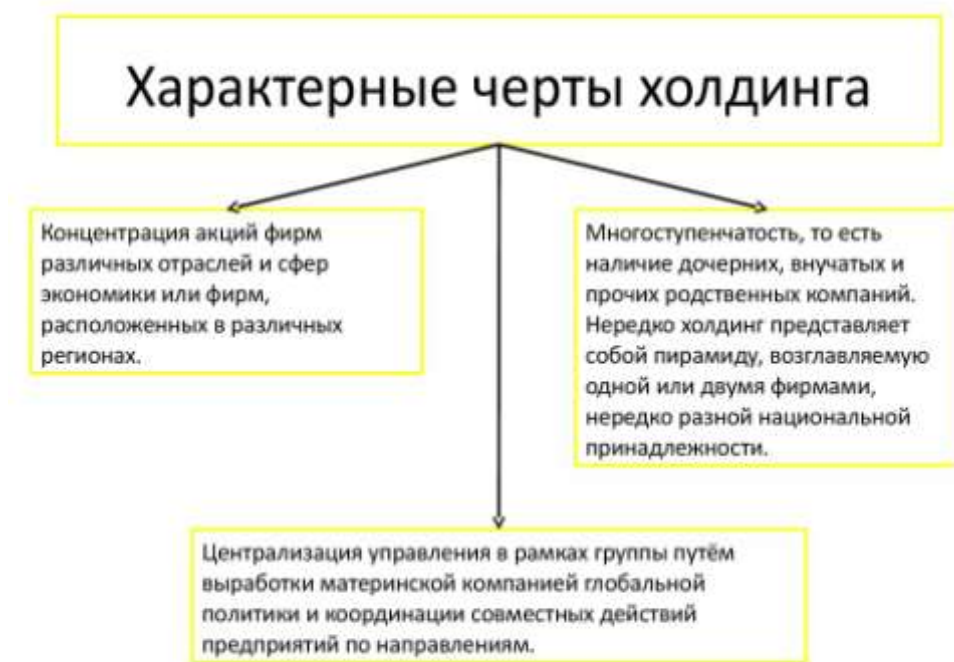 Характерные черты холдинга
Концентрация акций фирм
различных отраслей и сфер
экономики или фирм,
расположенных в различных
регионах.
Многоступенчатость, то есть
наличие дочерних, внучатых и
прочих родственных компаний.
Нередко холдинг представляет
собой пирамиду, возглавляемую
одной или двумя фирмами,
нередко разной национальной
принадлежности.
Централизация управления в рамках группы путём
выработки материнской компанией глобальной
политики и координации совместных действий
предприятий по направлениям.